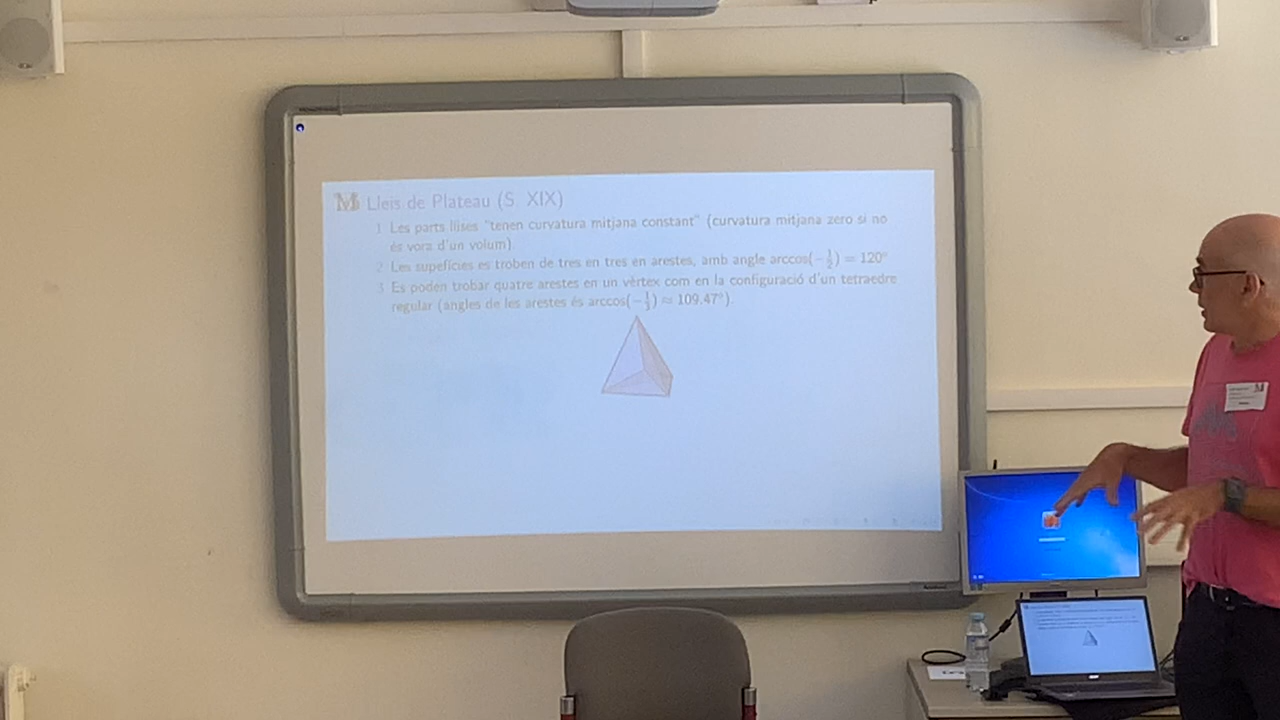 Lleis de Plateau (S. XIX)
1 Les parts llises "tenen curvatura mitjana constant" (curvatura mitjana zero si no
és vora d'un volum).
2 Les supefícies es troben de tres en tres en arestes, amb angle arccos(−1/2) = 120°
3 Es poden trobar quatre arestes en un vèrtex com en la configuració d'un tetraedre
regular (angles de les arestes és arccos(−1/3) ≈ 109.47°).